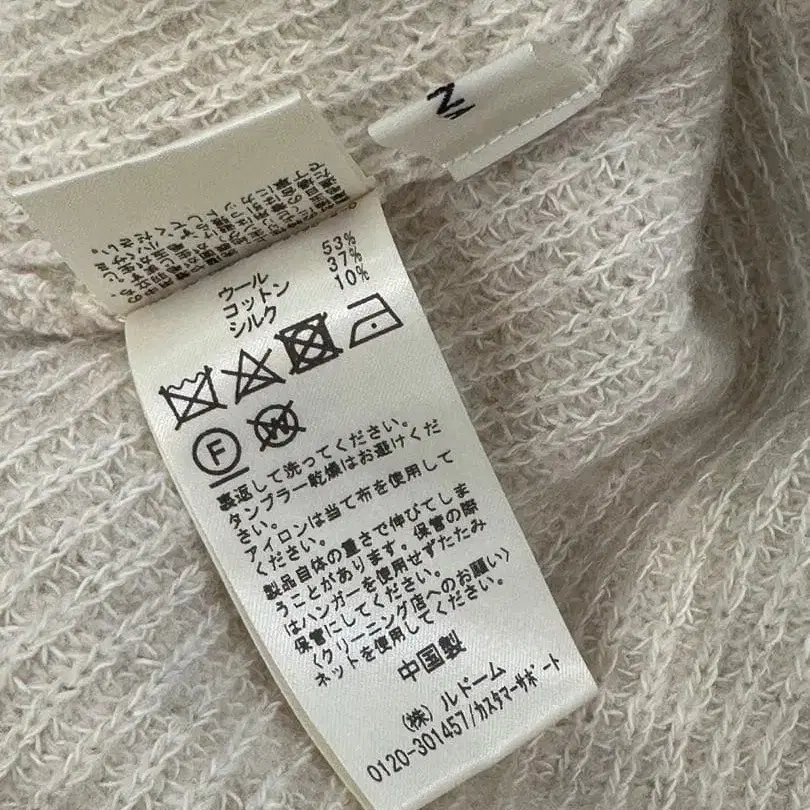 ウール 53%
コットン 37%
シルク 10%
F W
裏返して洗ってください。
タンブラー乾燥はお避けくだ
さい。
アイロンは当て布を使用して
ください。
製品自体の重さで伸びてしま
うことがあります。保管の際
はハンガーを使用せずたたみ
保管にしてください。
〈クリーニング店へのお願い〉
ネットを使用してください。
中国製
(株) ルドーム
0120-301457/カスタマーサポート